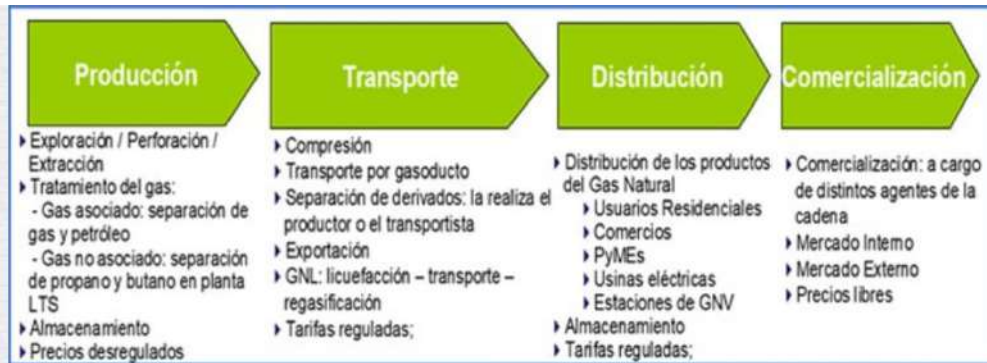 Producción
Exploración / Perforación /
Extracción
Tratamiento del gas:
- Gas asociado: separación de
gas y petróleo
- Gas no asociado: separación
de propano y butano en planta
LTS
Almacenamiento
Precios desregulados
Transporte
Compresión
Transporte por gasoducto
Separación de derivados: la realiza el
productor o el transportista
Exportación
GNL: licuefacción – transporte –
regasificación
Tarifas reguladas;
Distribución
Distribución de los productos
del Gas Natural
Usuarios Residenciales
Comercios
PyMEs
Usinas eléctricas
Estaciones de GNV
Almacenamiento
Tarifas reguladas;
Comercialización
Comercialización: a cargo
de distintos agentes de la
cadena
Mercado Interno
Mercado Externo
Precios libres